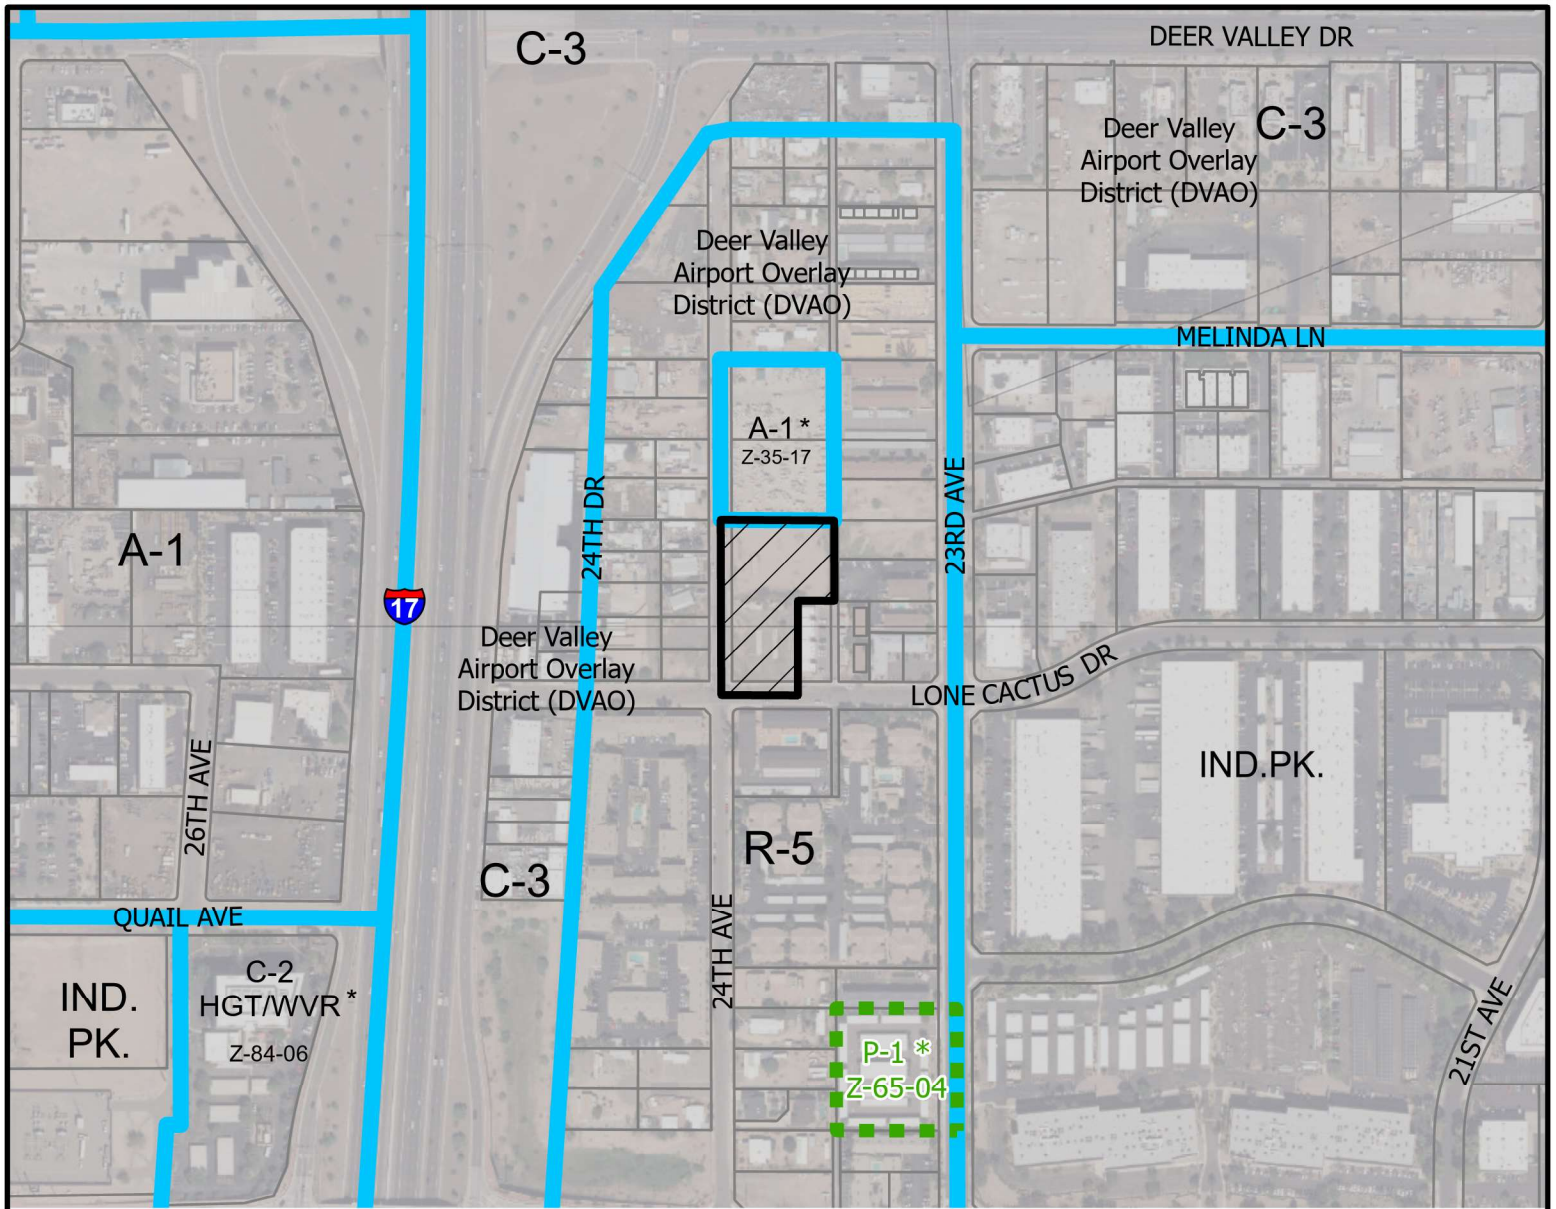 DEER VALLEY DR
C-3
C-3
Deer Valley
Airport Overlay
District (DVAO)
Deer Valley
Airport Overlay
District (DVAO)
MELINDA LN
A-1 *
Z-35-17
24TH DR
23RD AVE
A-1
17
Deer Valley
Airport Overlay
District (DVAO)
LONE CACTUS DR
26TH AVE
IND.PK.
R-5
C-3
24TH AVE
QUAIL AVE
IND.
PK.
C-2
HGT/WVR *
Z-84-06
P-1 *
Z-65-04
21ST AVE